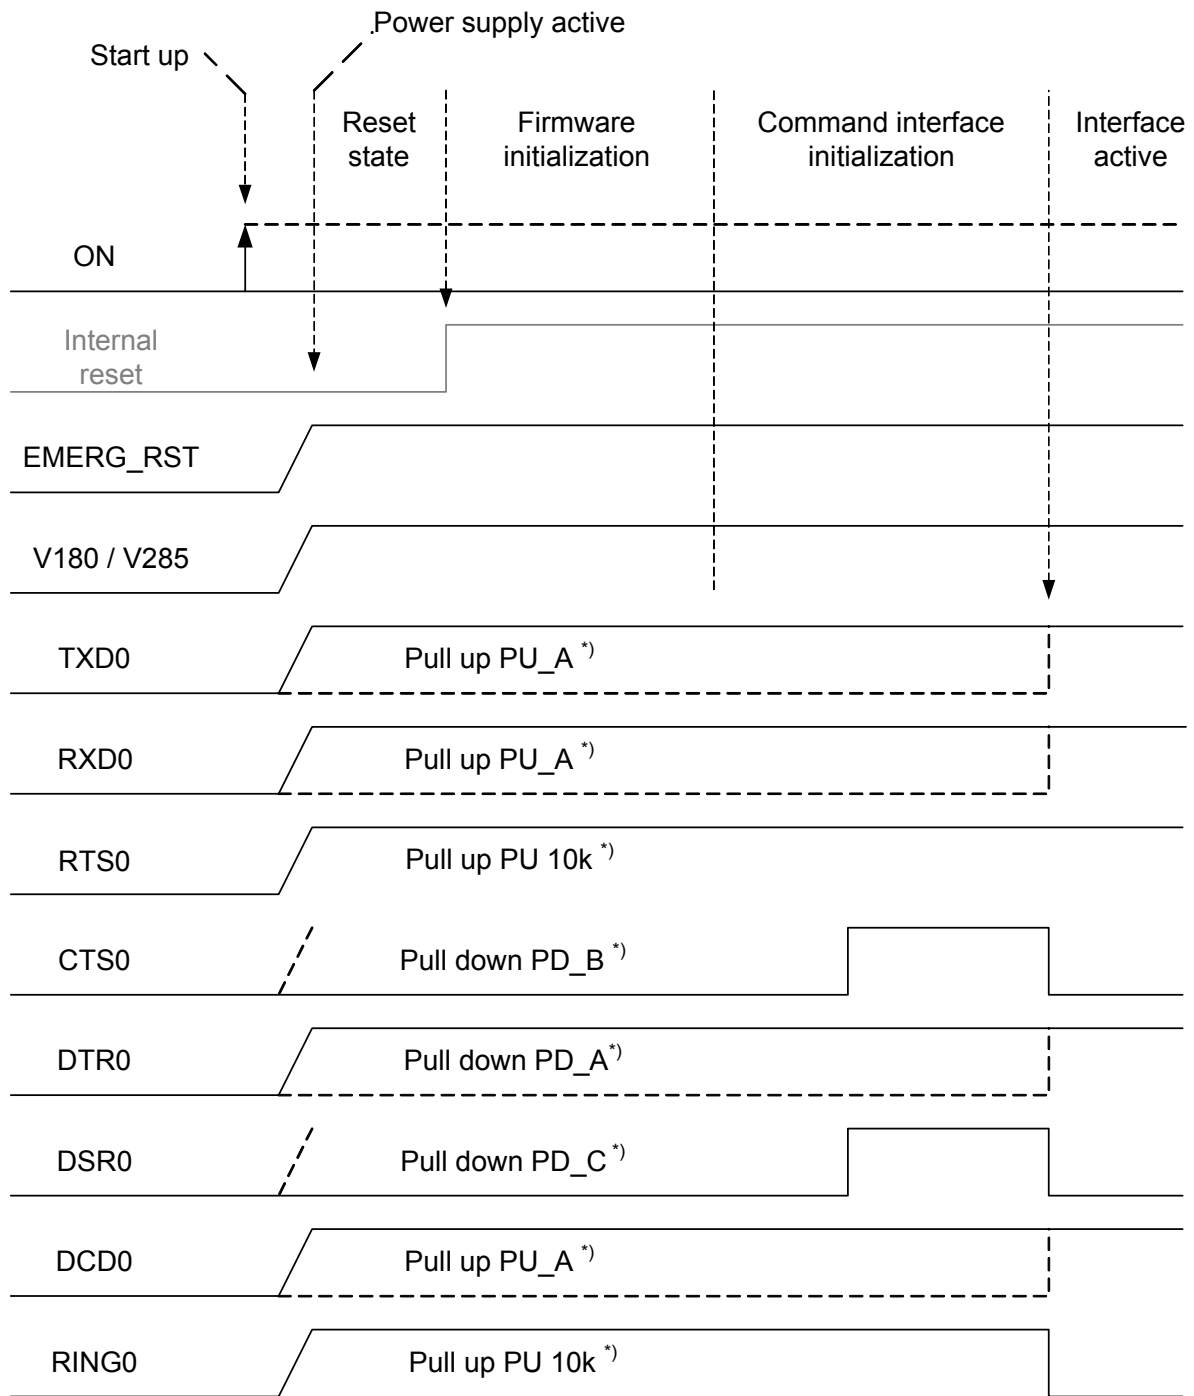 Power supply active
Start up
Reset
state
Firmware
initialization
Command interface
initialization
Interface
active
ON
Internal
reset
EMERG_RST
V180 / V285
TXD0
Pull up PU_A *)
RXD0
Pull up PU_A *)
RTS0
Pull up PU 10k *)
CTS0
Pull down PD_B *)
DTR0
Pull down PD_A*)
DSR0
Pull down PD_C *)
DCD0
Pull up PU_A *)
RING0
Pull up PU 10k *)